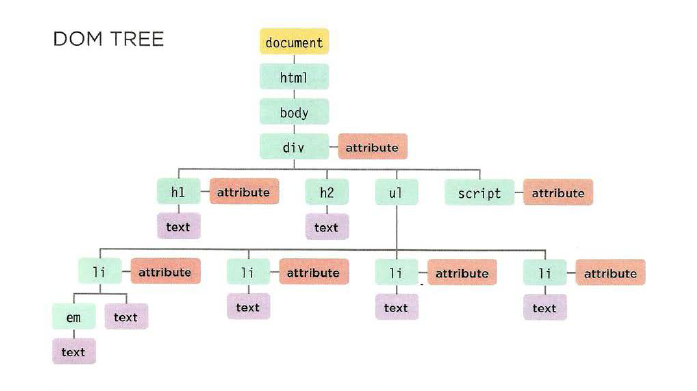 DOM TREE
document
html
body
div attribute
h1 attribute h2 ul script attribute
text text
li attribute li attribute li attribute li attribute
em text text text text
text